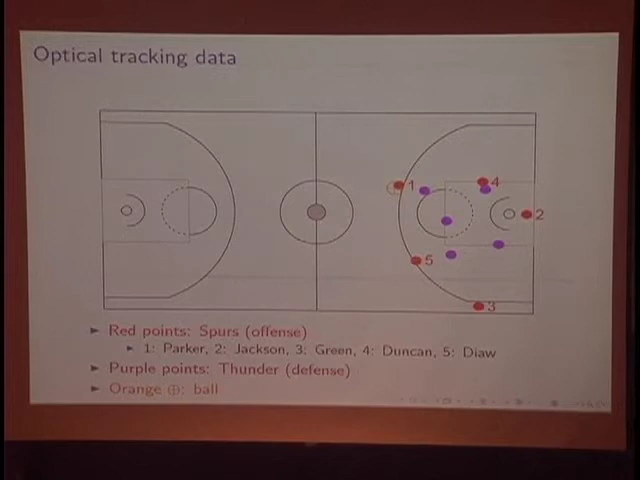 Optical tracking data
1
4
2
5
3
► Red points: Spurs (offense)
► 1: Parker, 2: Jackson, 3: Green, 4: Duncan, 5: Diaw
► Purple points: Thunder (defense)
► Orange ⊕: ball